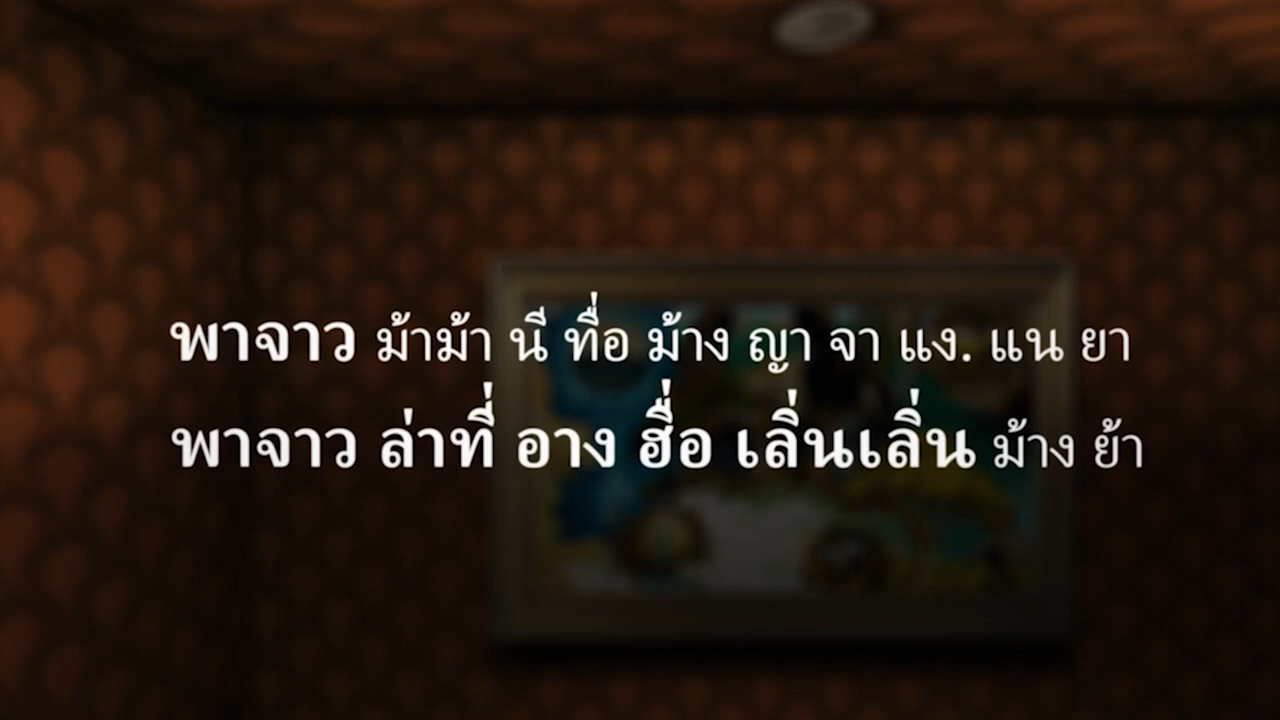 พาจาว ม้าม้า นี ทื่อ ม้าง ญา จา แง. แน ยา
พาจาว ล่าที่ อาง ฮื่อ เลิ่นเลิ่น ม้าง ย้า